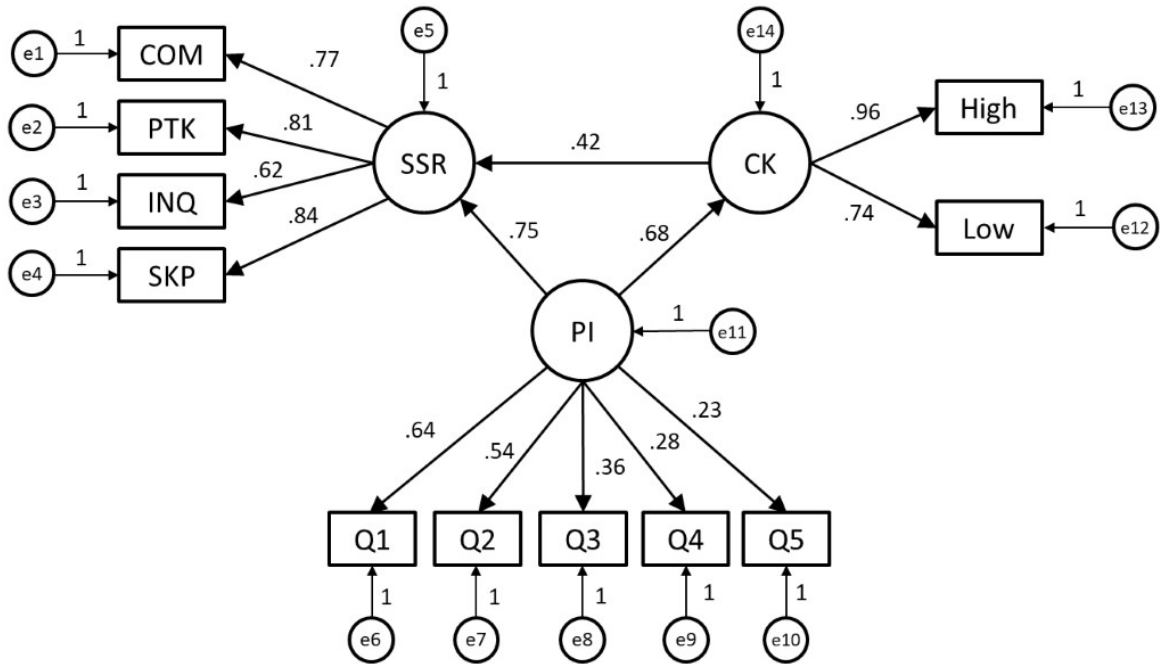 e5
e14
e1
1
COM
1
1
.77
.96
High
1
e13
e2
1
PTK
.81
SSR
.42
CK
e3
1
INQ
.62
.74
Low
1
e12
e4
1
SKP
.84
.75
.68
PI
1
e11
.64
.54
.36
.28
.23
Q1
Q2
Q3
Q4
Q5
1
1
1
1
1
e6
e7
e8
e9
e10